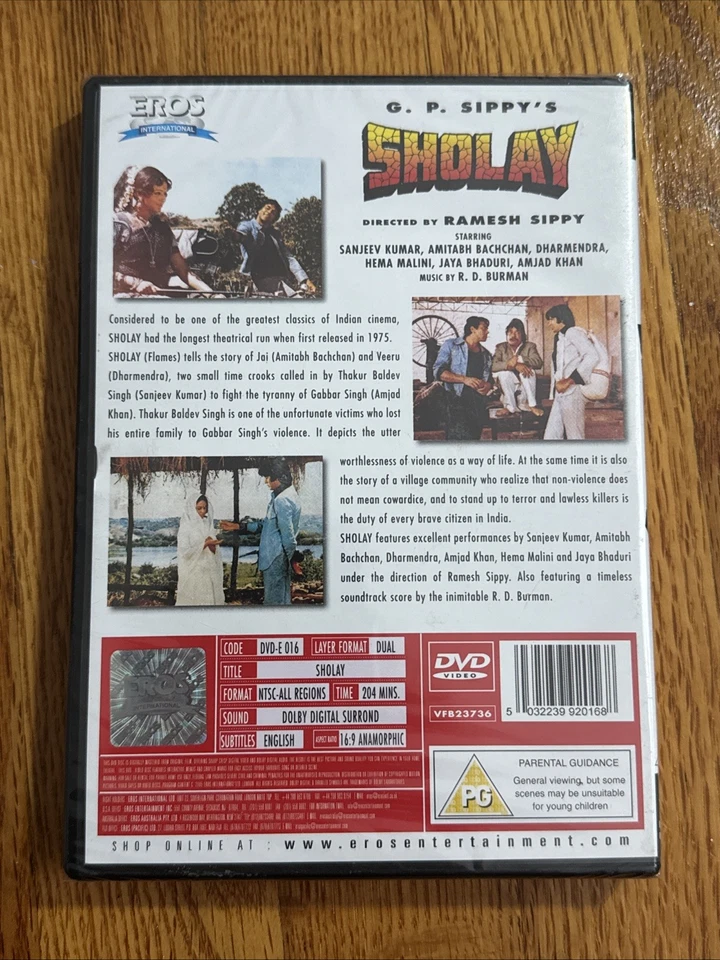 EROS
INTERNATIONAL
G. P. SIPPY'S
SHOLAY
DIRECTED BY RAMESH SIPPY
STARRING
SANJEEV KUMAR, AMITABH BACHCHAN, DHARMENDRA,
HEMA MALINI, JAYA BHADURI, AMJAD KHAN
MUSIC BY R. D. BURMAN
Considered to be one of the greatest classics of Indian cinema,
SHOLAY had the longest theatrical run when first released in 1975.
SHOLAY (Flames) tells the story of Jai (Amitabh Bachchan) and Veeru
(Dharmendra), two small time crooks called in by Thakur Baldev
Singh (Sanjeev Kumar) to fight the tyranny of Gabbar Singh (Amjad
Khan). Thakur Baldev Singh is one of the unfortunate victims who lost
his entire family to Gabbar Singh's violence. It depicts the utter
worthlessness of violence as a way of life. At the same time it is also
the story of a village community who realize that non-violence does
not mean cowardice, and to stand up to terror and lawless killers is
the duty of every brave citizen in India.
SHOLAY features excellent performances by Sanjeev Kumar, Amitabh
Bachchan, Dharmendra, Amjad Khan, Hema Malini and Jaya Bhaduri
under the direction of Ramesh Sippy. Also featuring a timeless
soundtrack score by the inimitable R. D. Burman.
EROS
INTERNATIONAL
CODE DVD-E 016 LAYER FORMAT DUAL
TITLE SHOLAY
FORMAT NTSC-ALL REGIONS TIME 204 MINS.
SOUND DOLBY DIGITAL SURROND
SUBTITLES ENGLISH ASPECT RATIO 16:9 ANAMORPHIC
DVD
VIDEO
VFB23736
5 032239 920168
PG
PARENTAL GUIDANCE
General viewing, but some
scenes may be unsuitable
for young children
SHOP ONLINE AT : www.erosentertainment.com